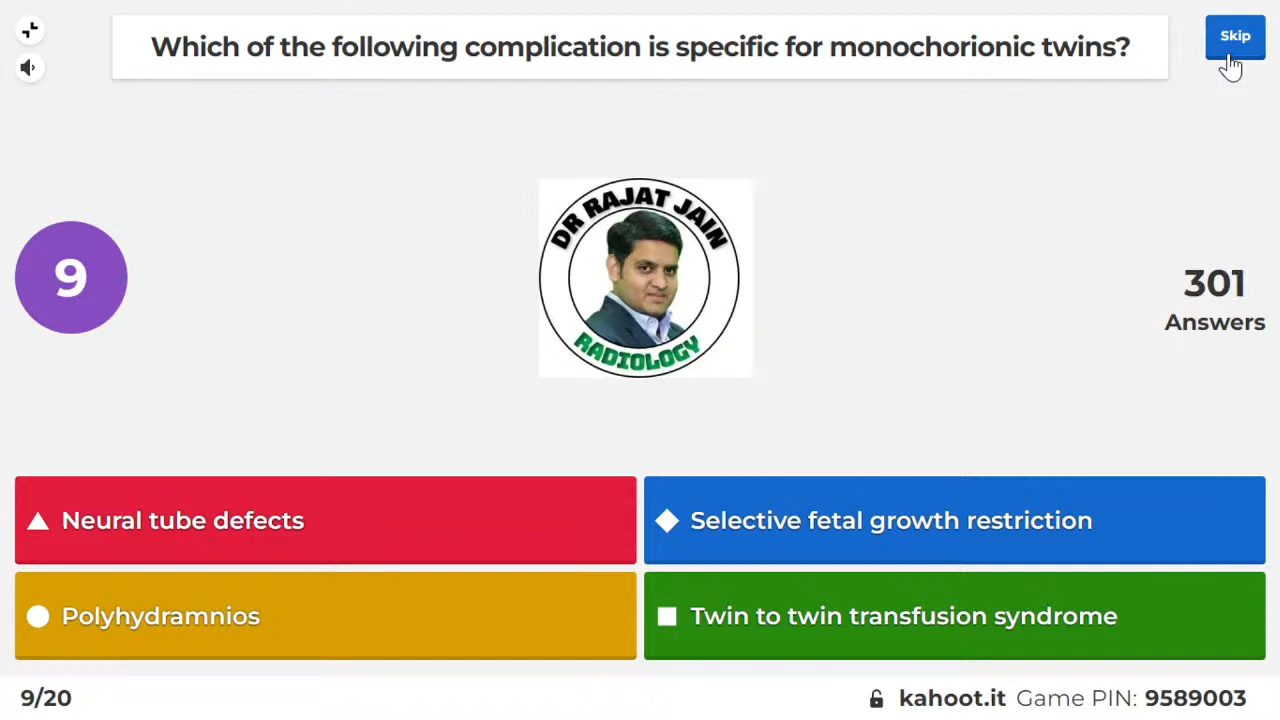 Which of the following complication is specific for monochorionic twins?
Skip
DR RAJAT JAIN
RADIOLOGY
9
301
Answers
Neural tube defects
Selective fetal growth restriction
Polyhydramnios
Twin to twin transfusion syndrome
9/20
kahoot.it Game PIN: 9589003